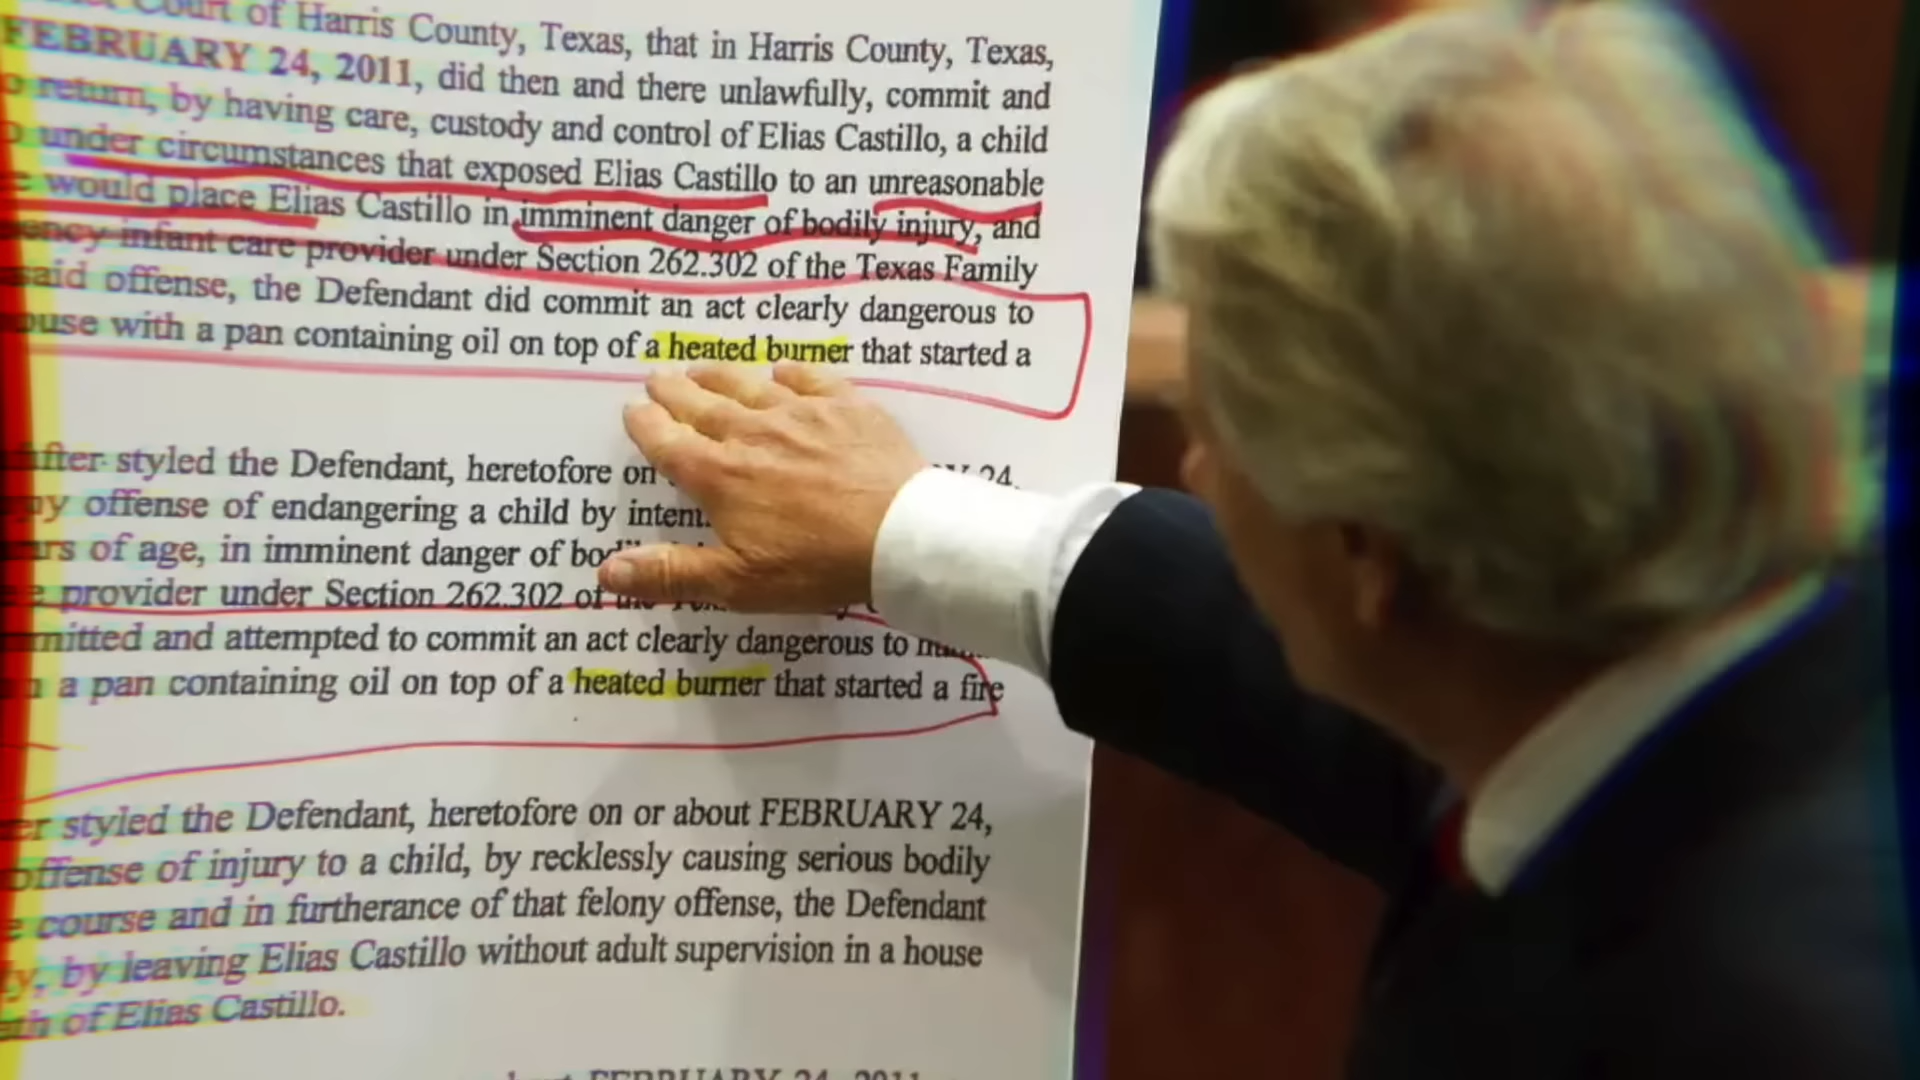 Court of Harris County, Texas, that in Harris County, Texas,
FEBRUARY 24, 2011, did then and there unlawfully, commit and
return, by having care, custody and control of Elias Castillo, a child
under circumstances that exposed Elias Castillo to an unreasonable
would place Elias Castillo in imminent danger of bodily injury, and
infant care provider under Section 262.302 of the Texas Family
said offense, the Defendant did commit an act clearly dangerous to
with a pan containing oil on top of a heated burner that started a
styled the Defendant, heretofore on 24,
offense of endangering a child by
of age, in imminent danger of
provider under Section 262.302 of
and attempted to commit an act clearly dangerous to
a pan containing oil on top of a heated burner that started a fire
styled the Defendant, heretofore on or about FEBRUARY 24,
offense of injury to a child, by recklessly causing serious bodily
course and in furtherance of that felony offense, the Defendant
by leaving Elias Castillo without adult supervision in a house
of Elias Castillo.
FEBRUARY 24, 2011